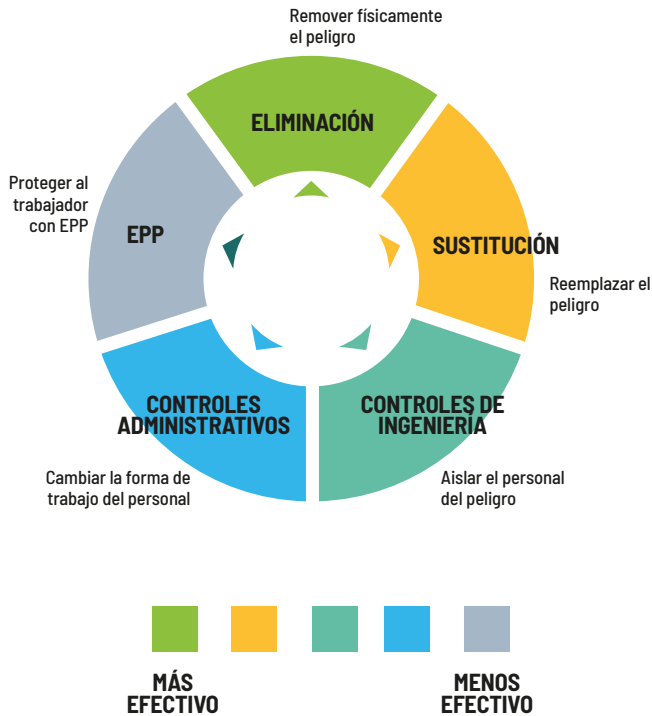 Remover físicamente
el peligro
ELIMINACIÓN
SUSTITUCIÓN
Reemplazar el
peligro
CONTROLES DE
INGENIERÍA
Aislar el personal
del peligro
CONTROLES
ADMINISTRATIVOS
Cambiar la forma de
trabajo del personal
EPP
Proteger al
trabajador
con EPP
MÁS
EFECTIVO
MENOS
EFECTIVO